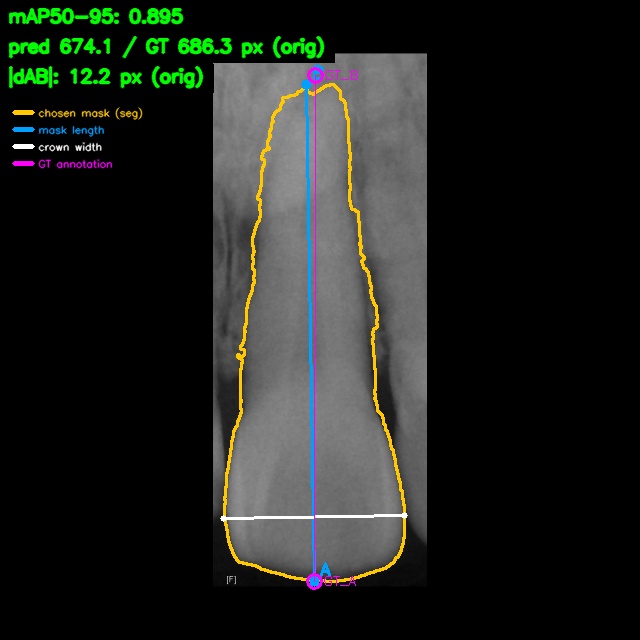 mAP50-95: 0.895
pred 674.1 / GT 686.3 px (orig)
|dAB|: 12.2 px (orig)
chosen mask (seg)
mask length
crown width
GT annotation
GT_B
A
GT_A
[F]